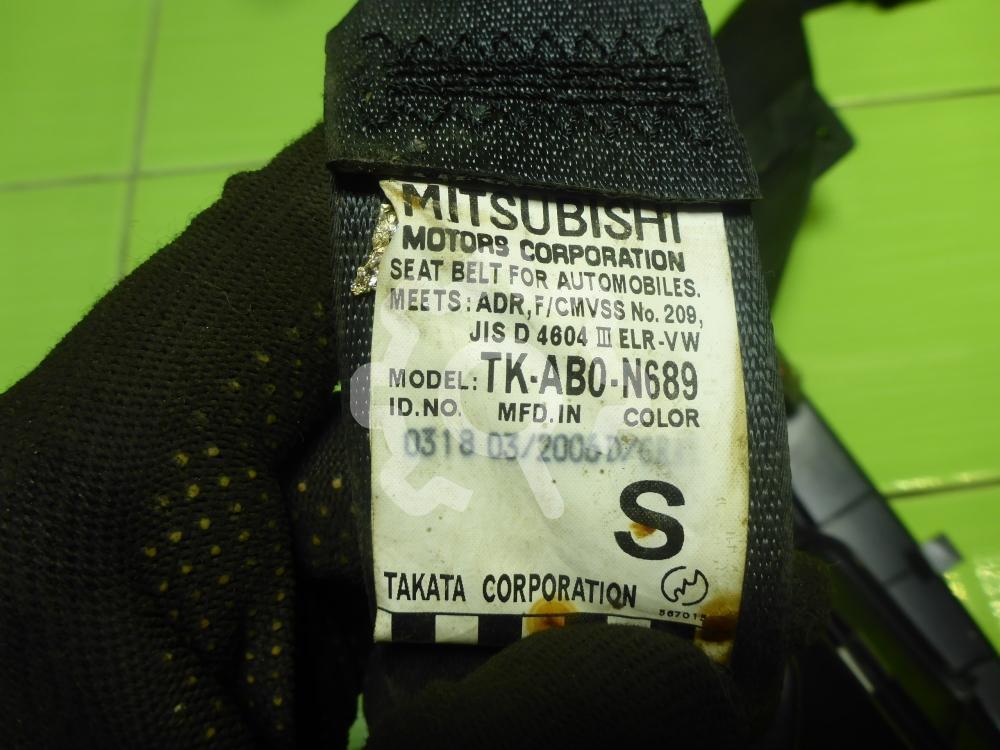 MITSUBISHI
MOTORS CORPORATION
SEAT BELT FOR AUTOMOBILES.
MEETS: ADR, F/CMVSS No. 209,
JIS D 4604 III ELR-VW
MODEL: TK-AB0-N689
ID.NO. MFD.IN COLOR
0318 03/2006
S
TAKATA CORPORATION